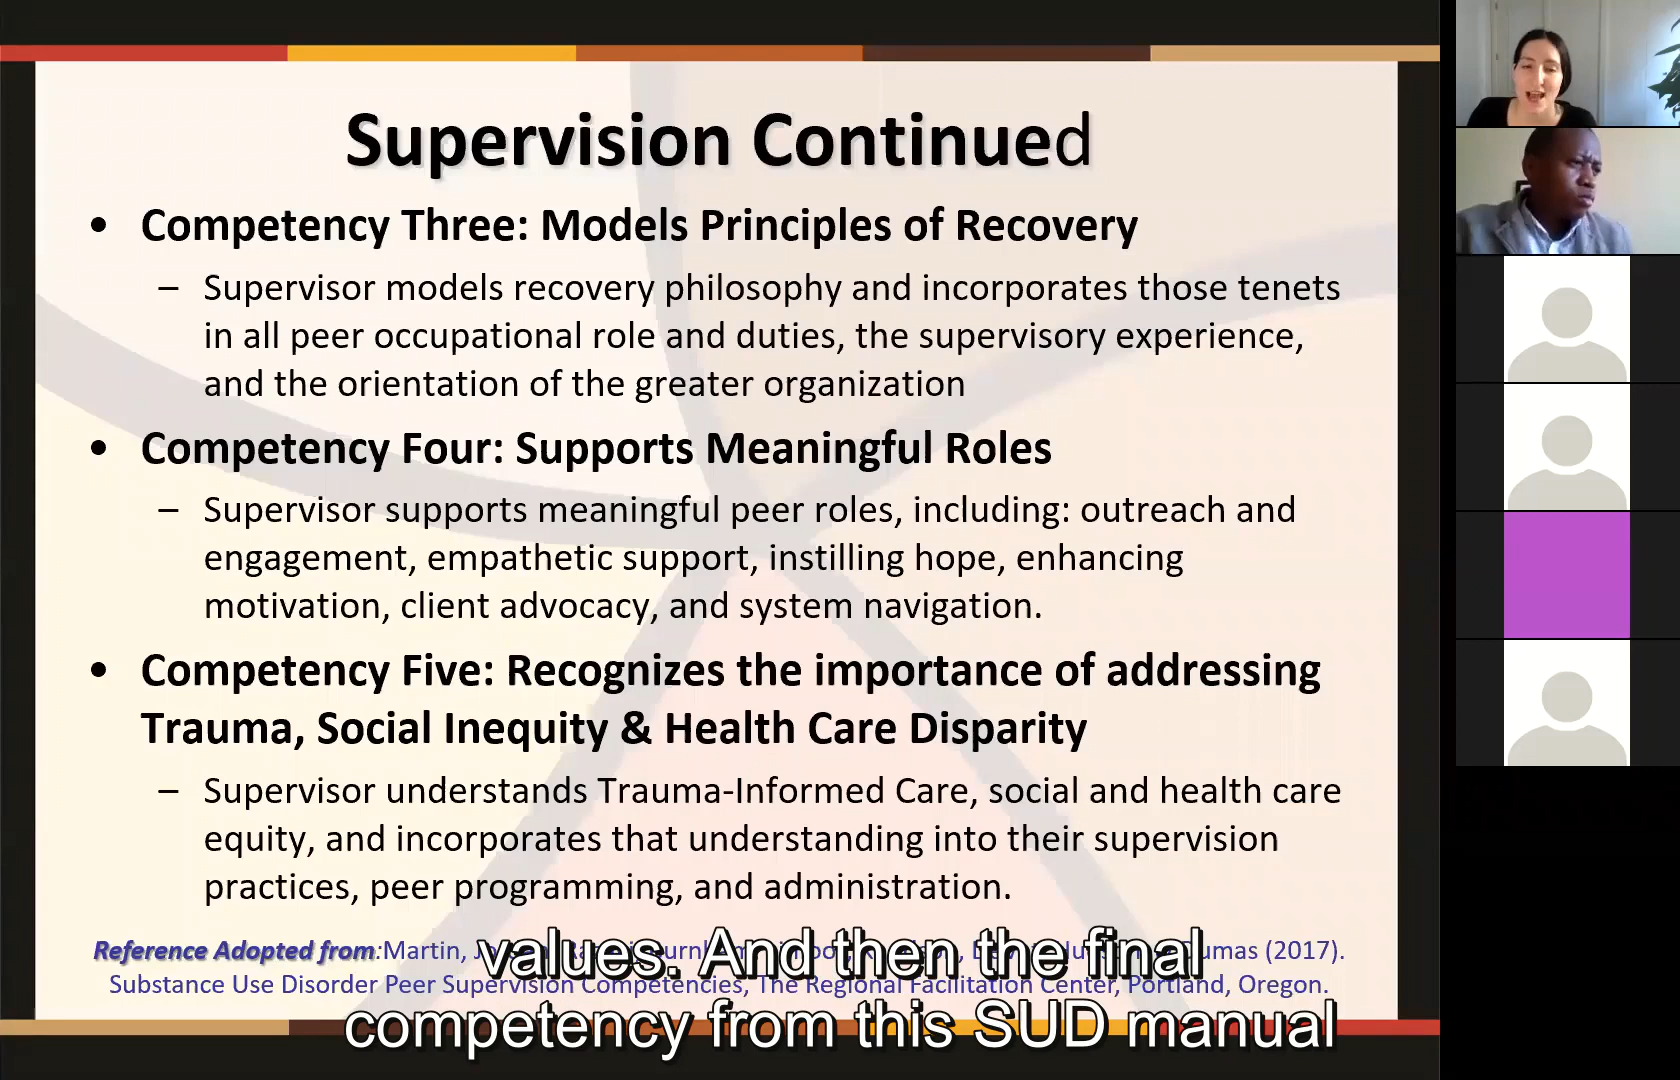 Supervision Continued
• Competency Three: Models Principles of Recovery
– Supervisor models recovery philosophy and incorporates those tenets
in all peer occupational role and duties, the supervisory experience,
and the orientation of the greater organization
• Competency Four: Supports Meaningful Roles
– Supervisor supports meaningful peer roles, including: outreach and
engagement, empathetic support, instilling hope, enhancing
motivation, client advocacy, and system navigation.
• Competency Five: Recognizes the importance of addressing
Trauma, Social Inequity & Health Care Disparity
– Supervisor understands Trauma-Informed Care, social and health care
equity, and incorporates that understanding into their supervision
practices, peer programming, and administration.
Reference Adopted from:Martin, (2017).
Substance Use Disorder Peer Supervision Competencies, The Regional Facilitation Center, Portland, Oregon.
values. And then the final
competency from this SUD manual